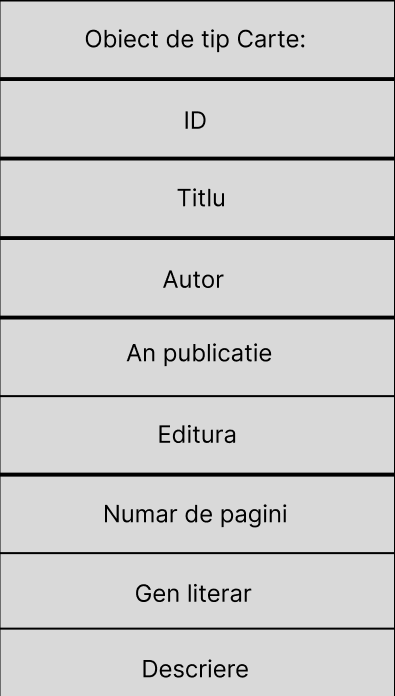 Obiect de tip Carte:
ID
Titlu
Autor
An publicatie
Editura
Numar de pagini
Gen literar
Descriere